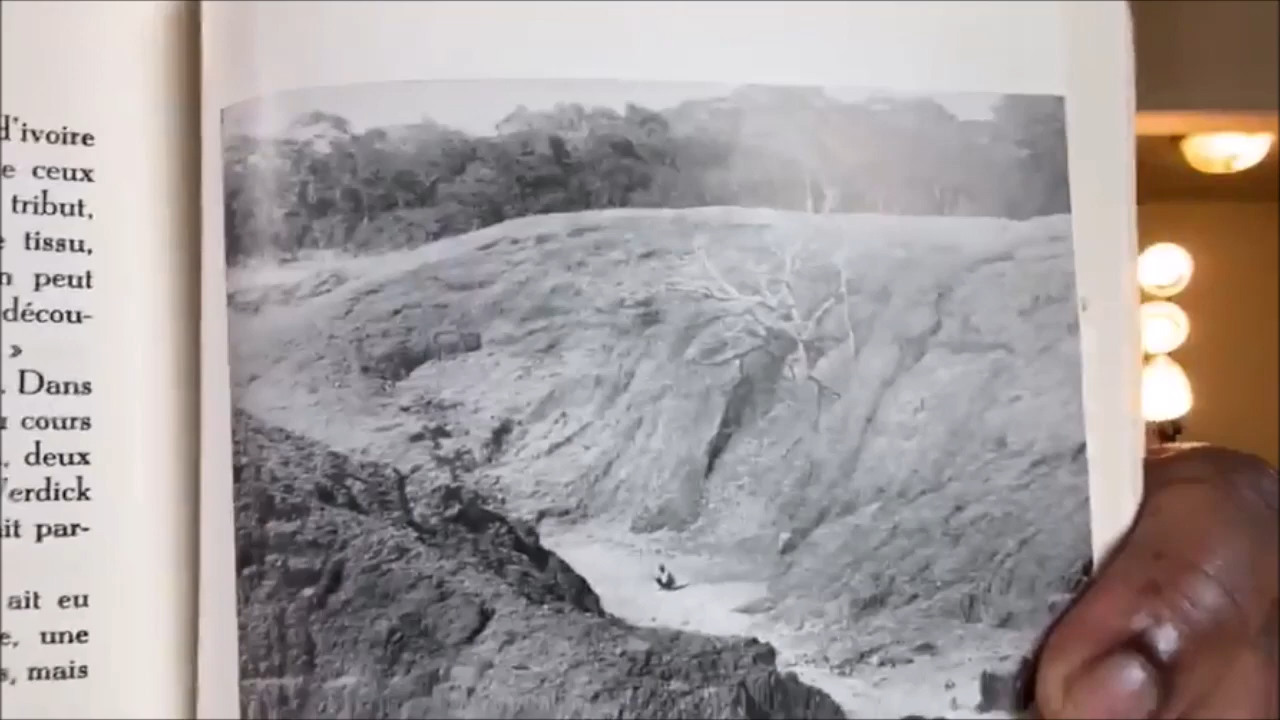 d'ivoire
e ceux
tribut,
tissu,
n peut
décou-
»
. Dans
cours
, deux
Verdick
it par-
ait eu
e, une
s, mais